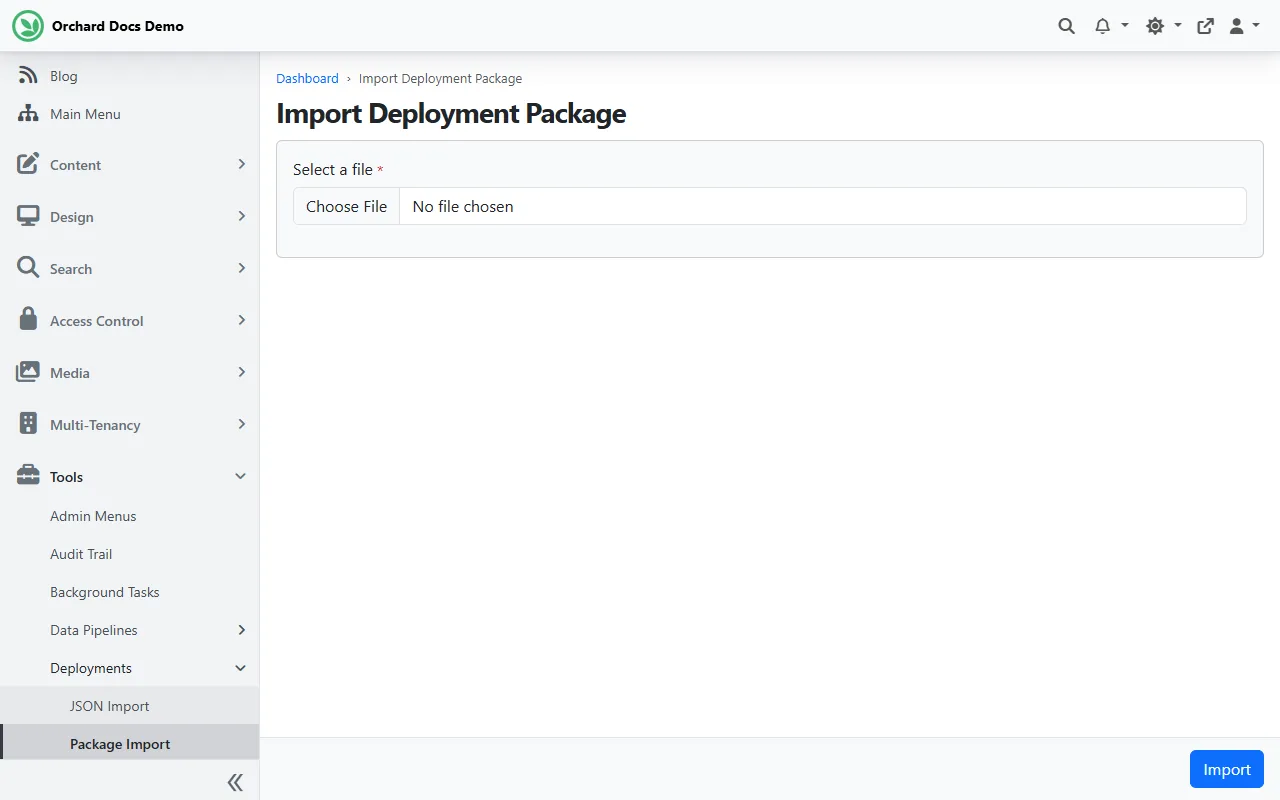 Orchard Docs Demo
Blog
Main Menu
Content
Design
Search
Access Control
Media
Multi-Tenancy
Tools
Admin Menus
Audit Trail
Background Tasks
Data Pipelines
Deployments
JSON Import
Package Import
Dashboard › Import Deployment Package
Import Deployment Package
Select a file *
Choose File No file chosen
Import